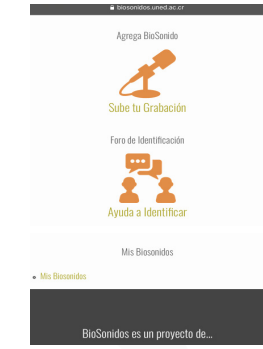 biosonidos.uned.ac.cr
Agrega BioSonido
Sube tu Grabación
Foro de Identificación
Ayuda a Identificar
Mis Biosonidos
Mis Biosonidos
BioSonidos es un proyecto de...